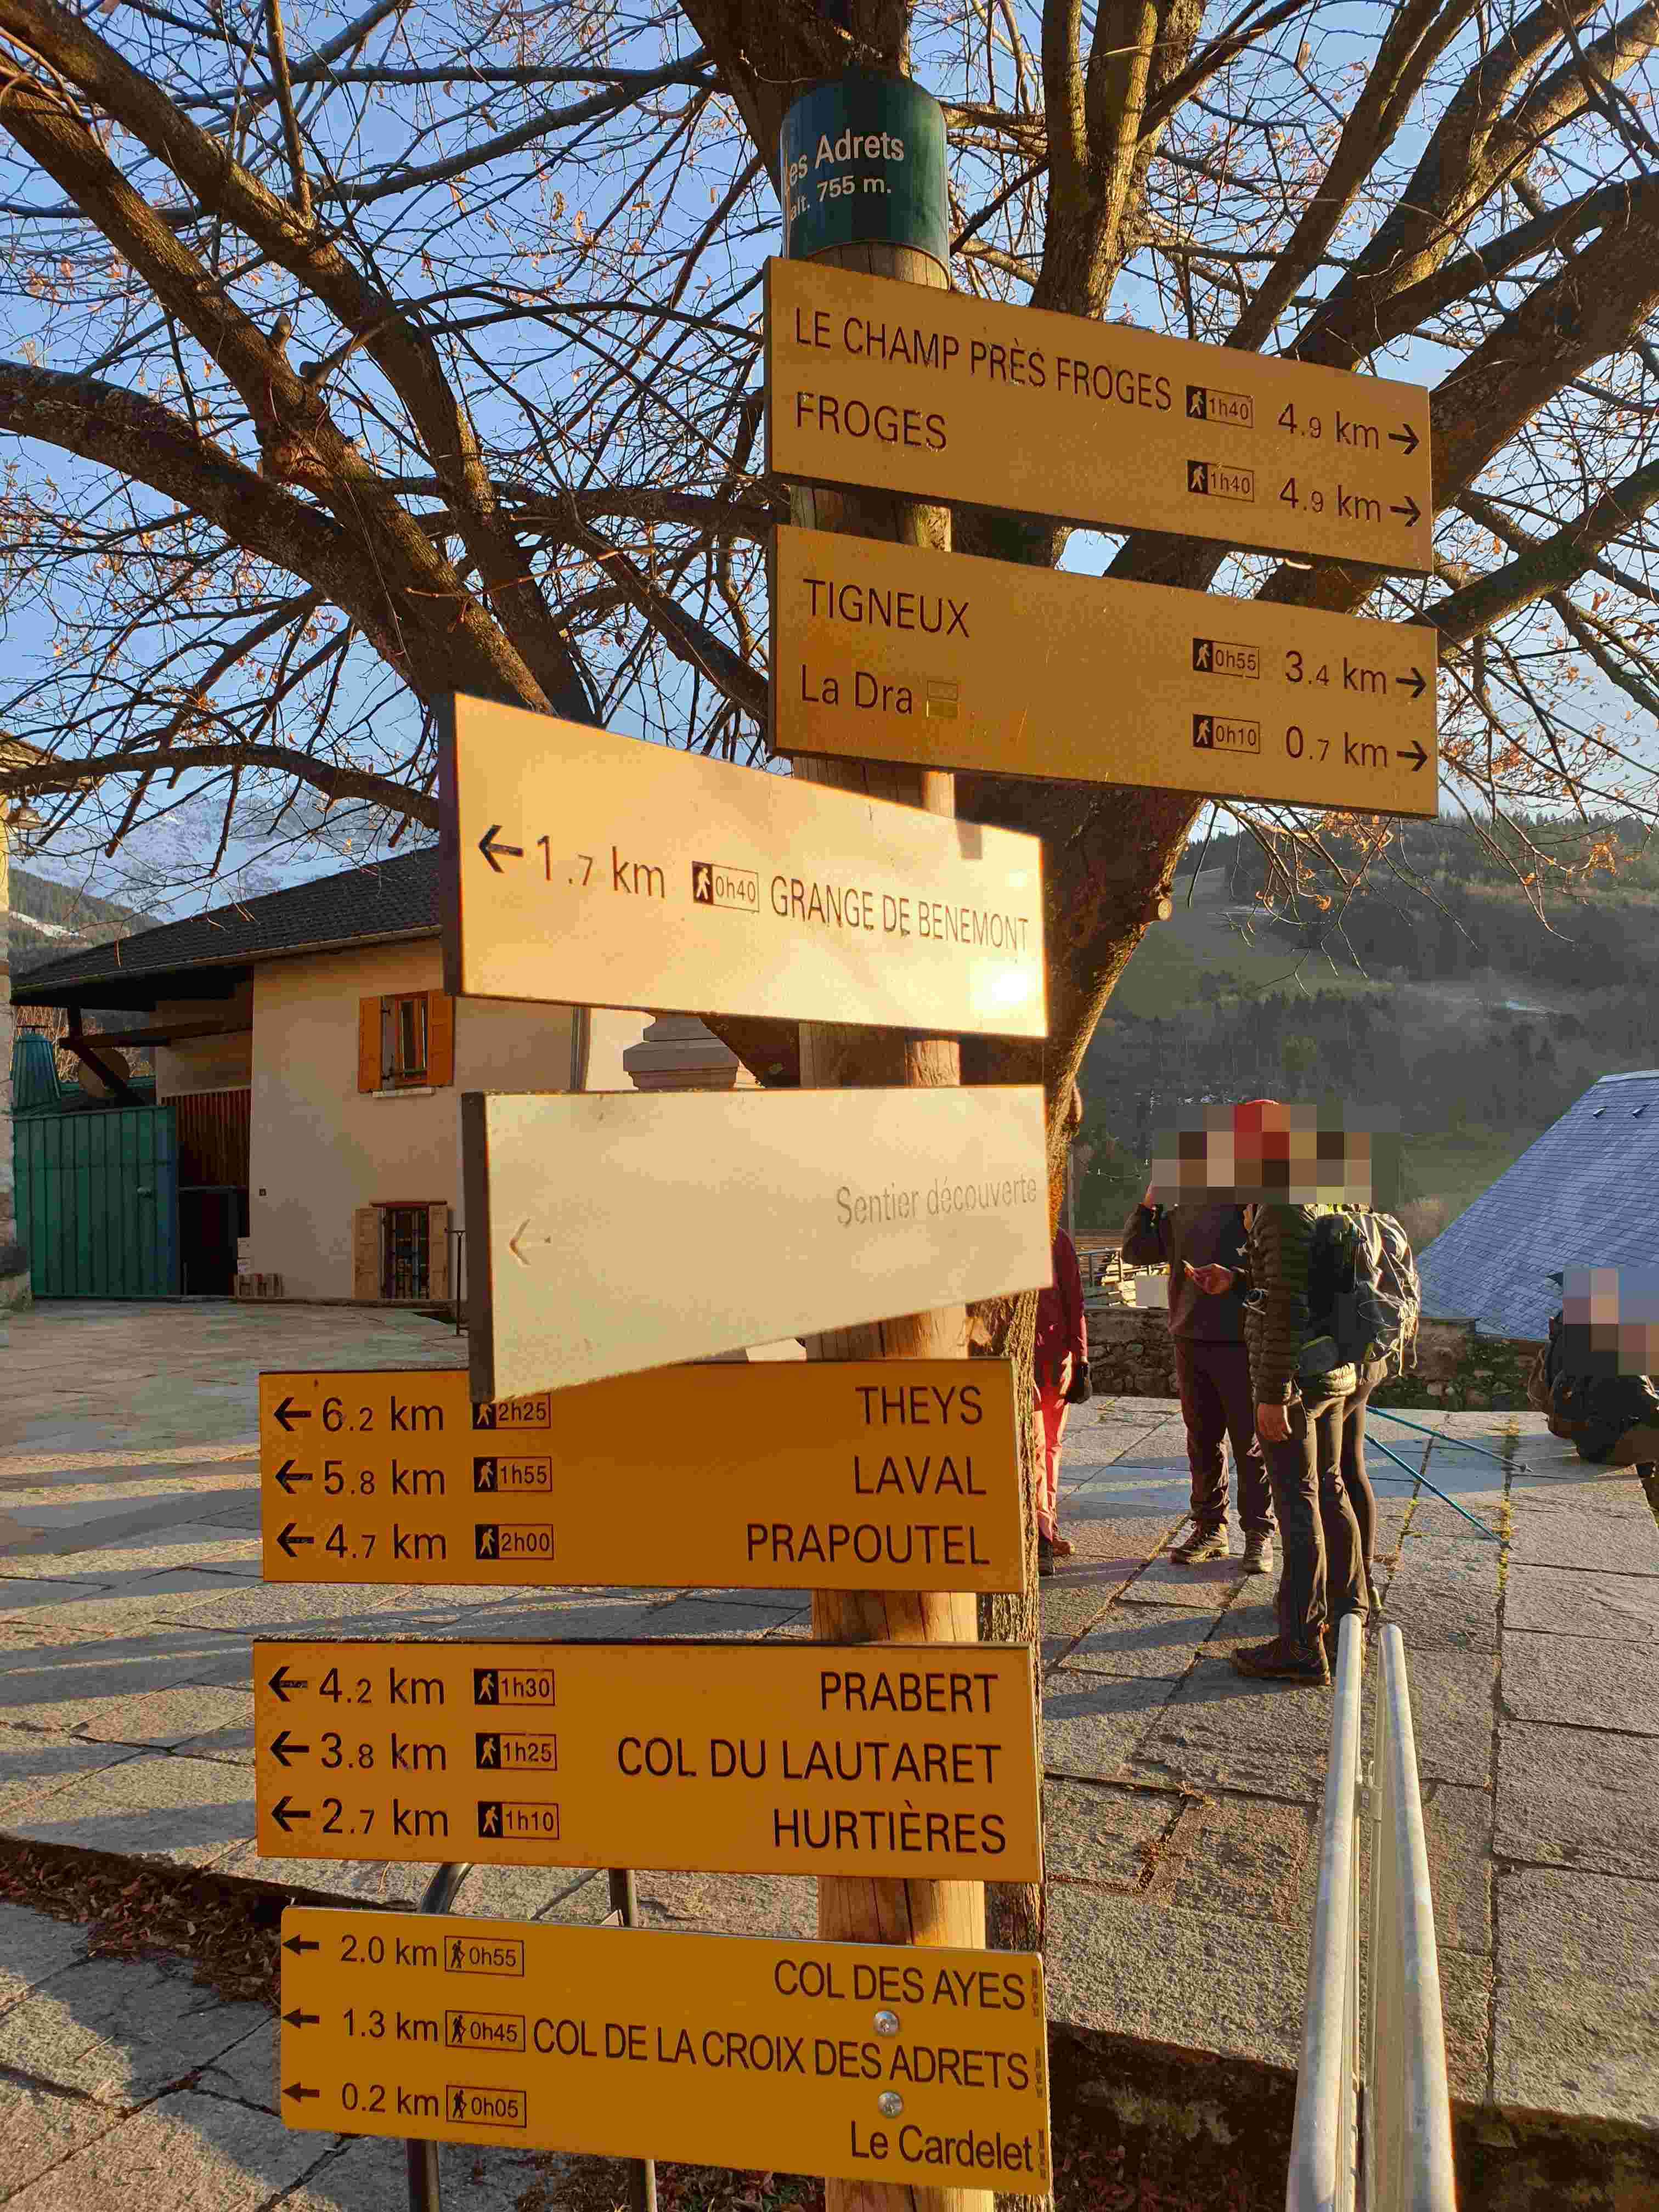 es Adrets
alt. 755 m.
LE CHAMP PRÈS FROGES 1h40 4.9 km →
FROGES 1h40 4.9 km →
TIGNEUX 0h55 3.4 km →
La Dra 0h10 0.7 km →
← 1.7 km 0h40 GRANGE DE BENEMONT
← Sentier découverte
← 6.2 km 2h25 THEYS
← 5.8 km 1h55 LAVAL
← 4.7 km 2h00 PRAPOUTEL
← 4.2 km 1h30 PRABERT
← 3.8 km 1h25 COL DU LAUTARET
← 2.7 km 1h10 HURTIÈRES
← 2.0 km 0h55 COL DES AYES
← 1.3 km 0h45 COL DE LA CROIX DES ADRETS
← 0.2 km 0h05 Le Cardelet